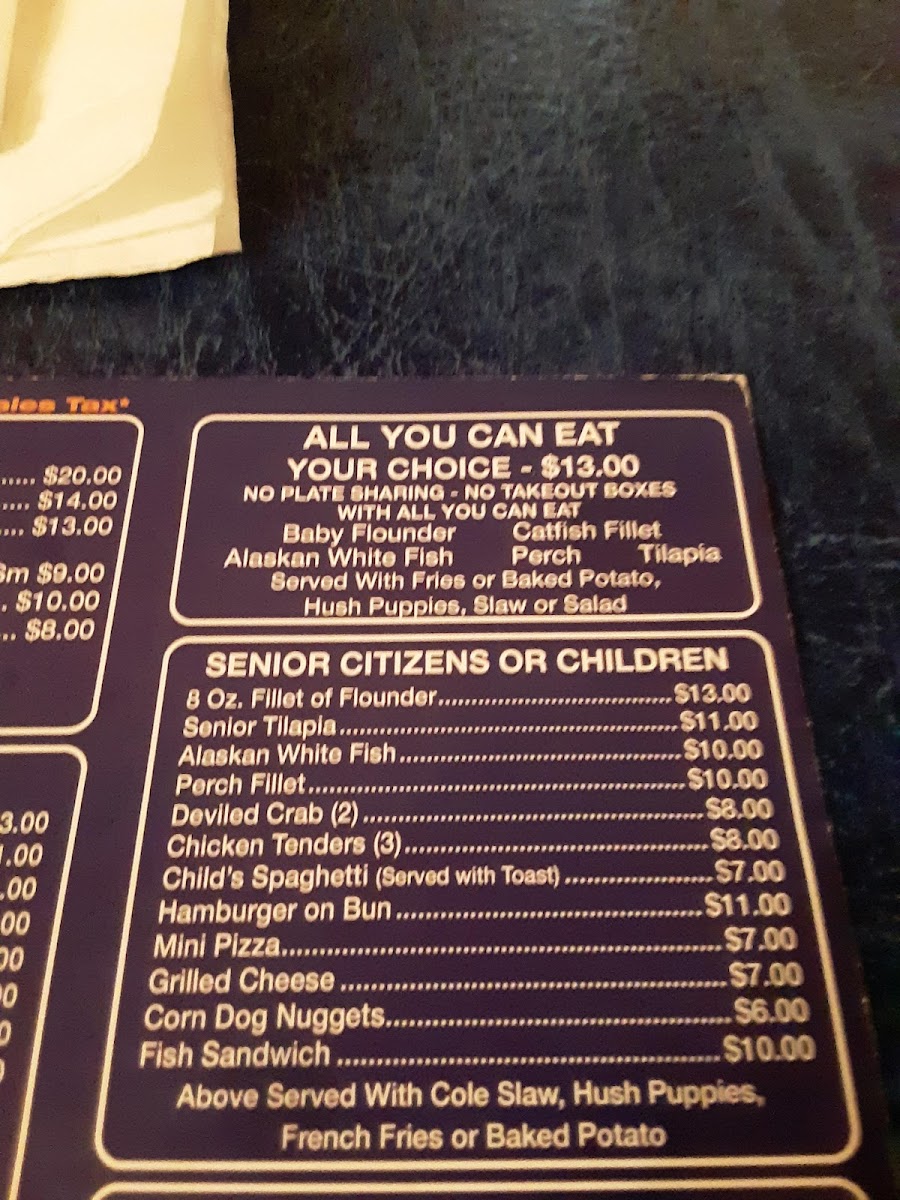 Tax*
$20.00
$14.00
$13.00
$9.00
$10.00
$8.00
3.00
.00
.00
.00
ALL YOU CAN EAT
YOUR CHOICE - $13.00
NO PLATE SHARING - NO TAKEOUT BOXES
WITH ALL YOU CAN EAT
Baby Flounder Catfish Fillet
Alaskan White Fish Perch Tilapia
Served With Fries or Baked Potato,
Hush Puppies, Slaw or Salad
SENIOR CITIZENS OR CHILDREN
8 Oz. Fillet of Flounder $13.00
Senior Tilapia $11.00
Alaskan White Fish $10.00
Perch Fillet $10.00
Deviled Crab (2) $8.00
Chicken Tenders (3) $8.00
Child's Spaghetti (Served with Toast) $7.00
Hamburger on Bun $11.00
Mini Pizza $7.00
Grilled Cheese $7.00
Corn Dog Nuggets $6.00
Fish Sandwich $10.00
Above Served With Cole Slaw, Hush Puppies,
French Fries or Baked Potato